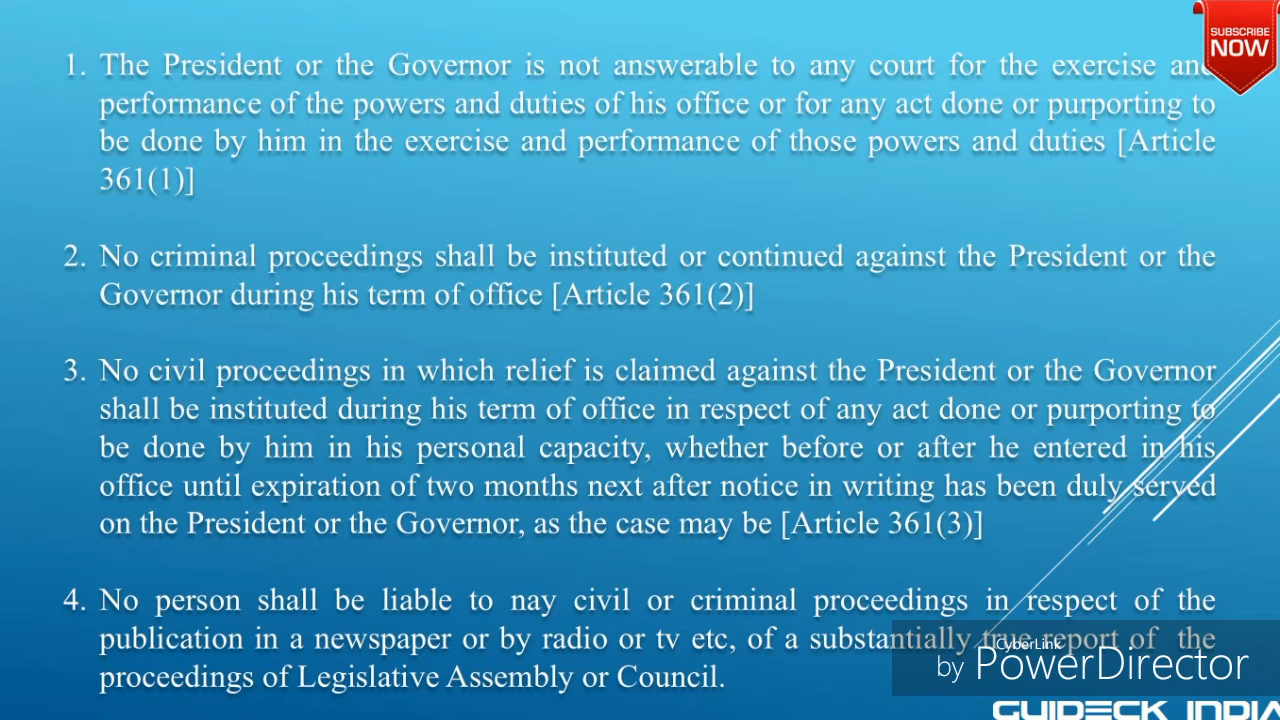 SUBSCRIBE
NOW
1. The President or the Governor is not answerable to any court for the exercise and
performance of the powers and duties of his office or for any act done or purporting to
be done by him in the exercise and performance of those powers and duties [Article
361(1)]
2. No criminal proceedings shall be instituted or continued against the President or the
Governor during his term of office [Article 361(2)]
3. No civil proceedings in which relief is claimed against the President or the Governor
shall be instituted during his term of office in respect of any act done or purporting to
be done by him in his personal capacity, whether before or after he entered in his
office until expiration of two months next after notice in writing has been duly served
on the President or the Governor, as the case may be [Article 361(3)]
4. No person shall be liable to nay civil or criminal proceedings in respect of the
publication in a newspaper or by radio or tv etc, of a substantially true report of the
proceedings of Legislative Assembly or Council.
CyberLink
by PowerDirector
GUIDECK INDIA